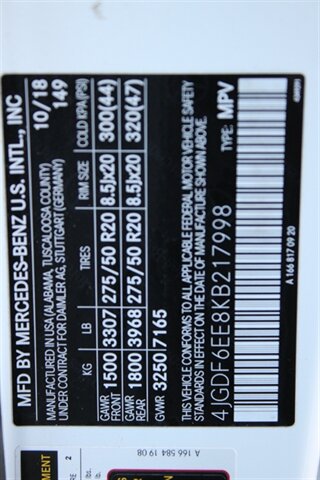 MFD BY MERCEDES-BENZ U.S. INTL., INC
MANUFACTURED IN USA (ALABAMA, TUSCALOOSA COUNTY) 10/18
UNDER CONTRACT FOR DAIMLER AG, STUTTGART (GERMANY) 149
KG LB TIRES RIM SIZE COLD KPA(PSI)
GAWR FRONT 1500 3307 275/50 R20 8.5Jx20 300(44)
GAWR REAR 1800 3968 275/50 R20 8.5Jx20 320(47)
GVWR 3250 7165
THIS VEHICLE CONFORMS TO ALL APPLICABLE FEDERAL MOTOR VEHICLE SAFETY
STANDARDS IN EFFECT ON THE DATE OF MANUFACTURE SHOWN ABOVE.
4JGDF6EE8KB217998 TYPE: MPV
A 166 817 09 20
2
lbs.
A 166 584 19 08